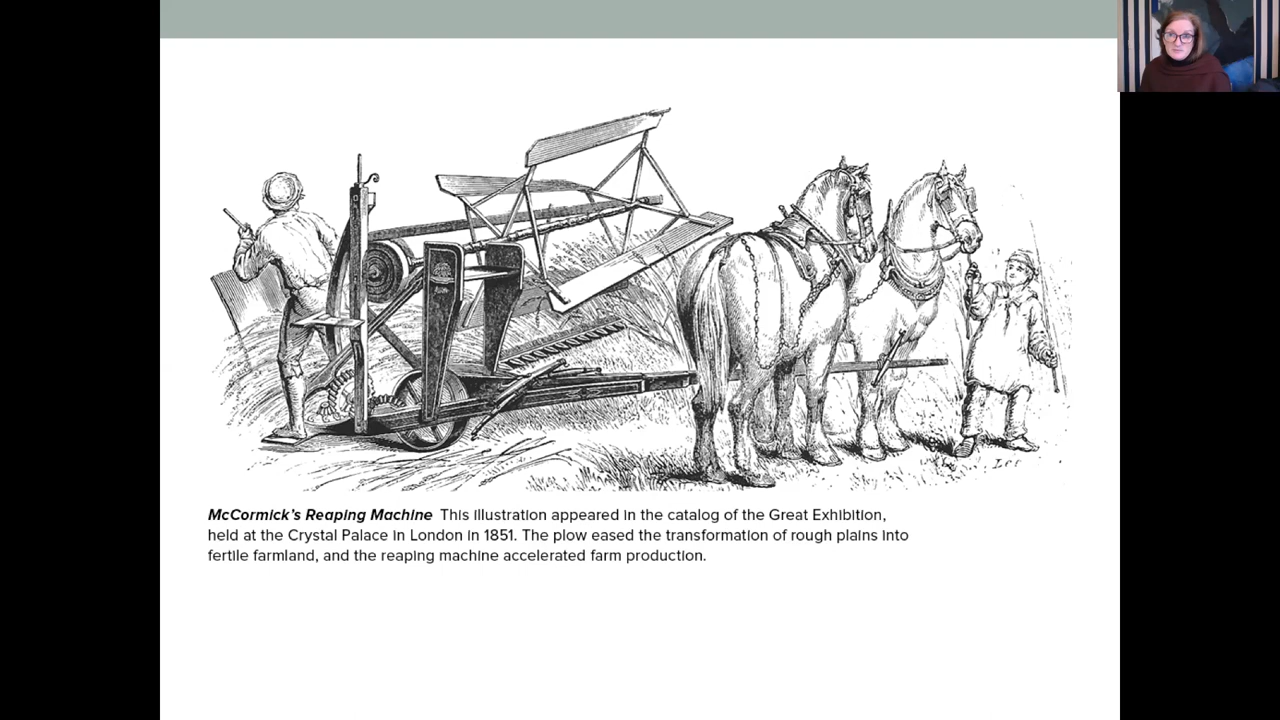 McCormick's Reaping Machine This illustration appeared in the catalog of the Great Exhibition,
held at the Crystal Palace in London in 1851. The plow eased the transformation of rough plains into
fertile farmland, and the reaping machine accelerated farm production.